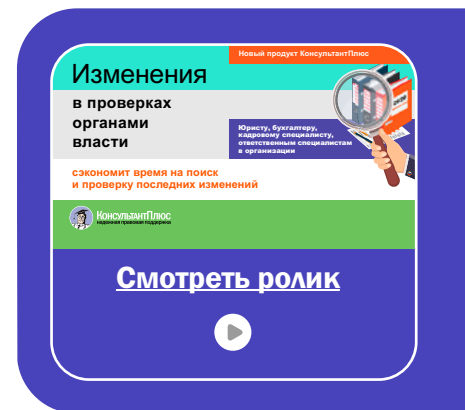 Новый продукт КонсультантПлюс
Изменения
в проверках
органами
власти
Юристу, бухгалтеру,
кадровому специалисту,
ответственным специалистам
в организации
сэкономит время на поиск
и проверку последних изменений
КонсультантПлюс
надежная правовая поддержка
Смотреть ролик